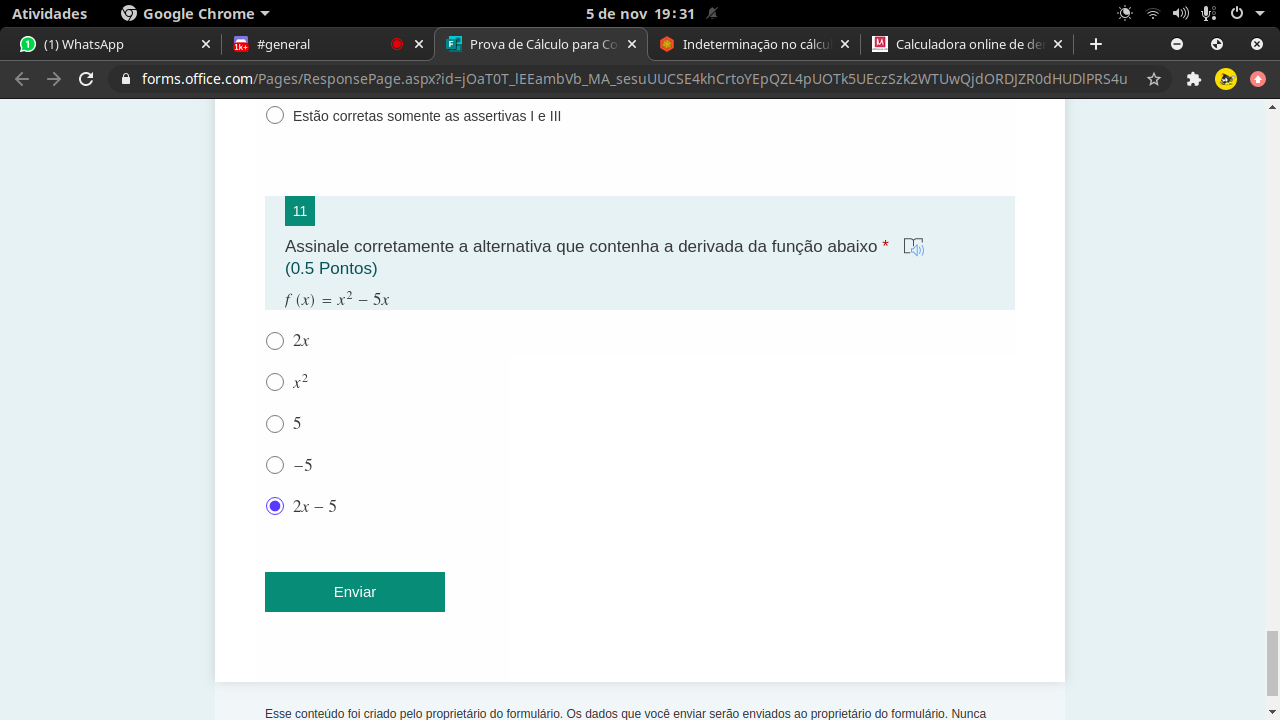 Atividades
Google Chrome
5 de nov 19:31
(1) WhatsApp
1k+
#general
F
Prova de Cálculo para Co
Indeterminação no cálcu
Calculadora online de de
forms.office.com/Pages/ResponsePage.aspx?id=jOaT0T_lEEambVb_MA_sesuUUCSE4khCrtoYEpQZL4pUOTk5UEczSzk2WTUwQjdORDJZR0dHUDlPRS4u
Estão corretas somente as assertivas I e III
11
Assinale corretamente a alternativa que contenha a derivada da função abaixo *
(0.5 Pontos)
f (x) = x² − 5x
2x
x²
5
−5
2x − 5
Enviar
Esse conteúdo foi criado pelo proprietário do formulário. Os dados que você enviar serão enviados ao proprietário do formulário. Nunca